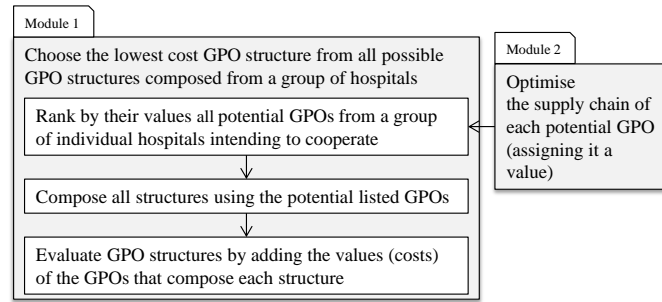 Module 1
Choose the lowest cost GPO structure from all possible
GPO structures composed from a group of hospitals
Rank by their values all potential GPOs from a group
of individual hospitals intending to cooperate
Compose all structures using the potential listed GPOs
Evaluate GPO structures by adding the values (costs)
of the GPOs that compose each structure
Module 2
Optimise
the supply chain of
each potential GPO
(assigning it a
value)